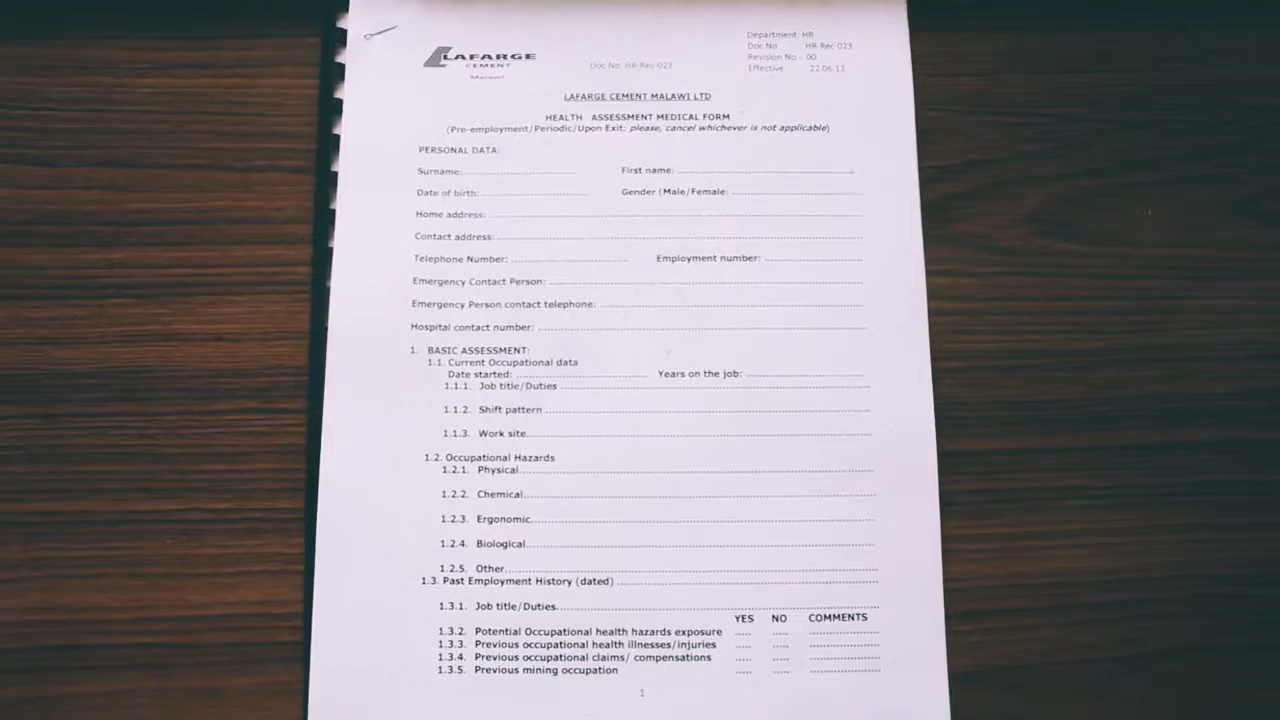 LAFARGE
CEMENT
Malawi
Doc No. HR-Rec-023
Department: HR
Doc No HR-Rec-023
Revision No .. 00
Effective 22.06.12
LAFARGE CEMENT MALAWI LTD
HEALTH ASSESSMENT MEDICAL FORM
(Pre-employment/Periodic/Upon Exit: please, cancel whichever is not applicable)
PERSONAL DATA:
Surname:.............................. First name: ..................................................
Date of birth:.............................. Gender (Male/Female: ....................................
Home address: ..........................................................................................
Contact address: ........................................................................................
Telephone Number: .............................. Employment number: ..........................
Emergency Contact Person: ..............................................................................
Emergency Person contact telephone: ..................................................................
Hospital contact number: ................................................................................
1. BASIC ASSESSMENT:
1.1. Current Occupational data
Date started: .................................. Years on the job: ..............................
1.1.1. Job title/Duties ..................................................................................
1.1.2. Shift pattern ......................................................................................
1.1.3. Work site..........................................................................................
1.2. Occupational Hazards
1.2.1. Physical............................................................................................
1.2.2. Chemical..........................................................................................
1.2.3. Ergonomic........................................................................................
1.2.4. Biological..........................................................................................
1.2.5. Other..............................................................................................
1.3. Past Employment History (dated) ................................................................
1.3.1. Job title/Duties..................................................................................
YES NO COMMENTS
1.3.2. Potential Occupational health hazards exposure ..... ..... ....................
1.3.3. Previous occupational health illnesses/injuries ..... ..... ....................
1.3.4. Previous occupational claims/ compensations ..... ..... ....................
1.3.5. Previous mining occupation ..... ..... ....................
1